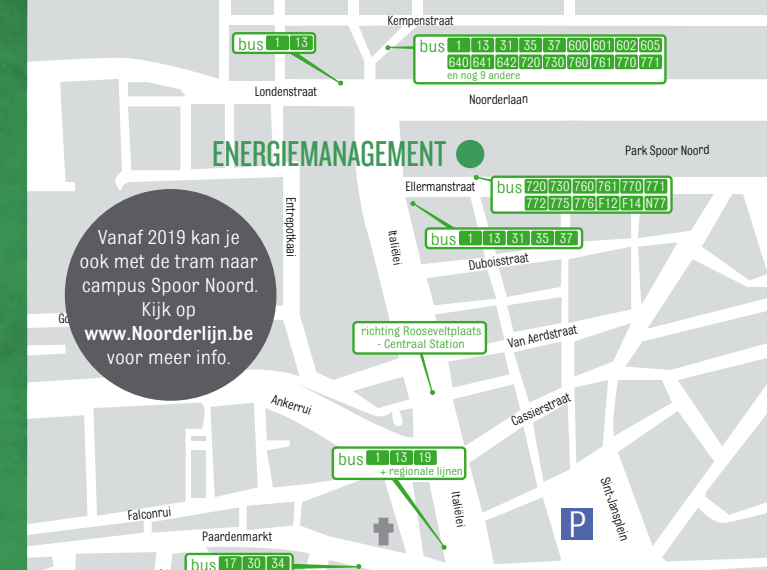 Kempenstraat
bus 1 13
bus 1 13 31 35 37 600 601 602 605
640 641 642 720 730 760 761 770 771
en nog 9 andere
Londenstraat
Noorderlaan
ENERGIEMANAGEMENT
Park Spoor Noord
Ellermanstraat
bus 720 730 760 761 770 771
772 775 776 F12 F14 N77
Entrepotkaai
Italiëlei
bus 1 13 31 35 37
Duboisstraat
Vanaf 2019 kan je
ook met de tram naar
campus Spoor Noord.
Kijk op
www.Noorderlijn.be
voor meer info.
Go
richting Rooseveltplaats
- Centraal Station
Van Aerdstraat
Ankerrui
Cassierstraat
bus 1 13 19
+ regionale lijnen
Italiëlei
Sint-Jansplein
P
Falconrui
Paardenmarkt
bus 17 30 34